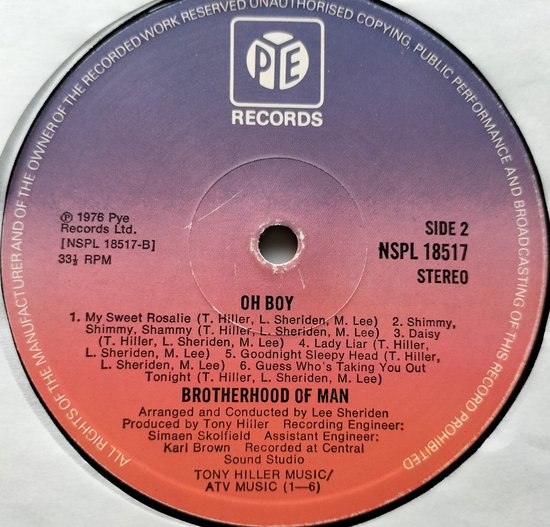 ALL RIGHTS OF THE MANUFACTURER AND OF THE OWNER OF THE RECORDED WORK RESERVED UNAUTHORISED COPYING, PUBLIC PERFORMANCE AND BROADCASTING OF THIS RECORD PROHIBITED
PYE
RECORDS
℗ 1976 Pye
Records Ltd.
[NSPL 18517-B]
33⅓ RPM
SIDE 2
NSPL 18517
STEREO
OH BOY
1. My Sweet Rosalie (T. Hiller, L. Sheriden, M. Lee) 2. Shimmy,
Shimmy, Shammy (T. Hiller, L. Sheriden, M. Lee) 3. Daisy
(T. Hiller, L. Sheriden, M. Lee) 4. Lady Liar (T. Hiller,
L. Sheriden, M. Lee) 5. Goodnight Sleepy Head (T. Hiller,
L. Sheriden, M. Lee) 6. Guess Who's Taking You Out
Tonight (T. Hiller, L. Sheriden, M. Lee)
BROTHERHOOD OF MAN
Arranged and Conducted by Lee Sheriden
Produced by Tony Hiller Recording Engineer:
Simaen Skolfield Assistant Engineer:
Karl Brown Recorded at Central
Sound Studio
TONY HILLER MUSIC/
ATV MUSIC (1—6)